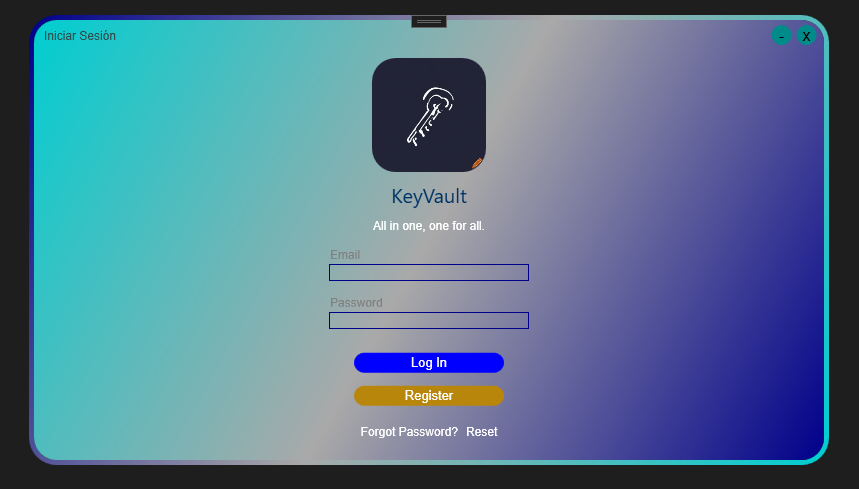 Iniciar Sesión
- X
KeyVault
All in one, one for all.
Email
Password
Log In
Register
Forgot Password? Reset